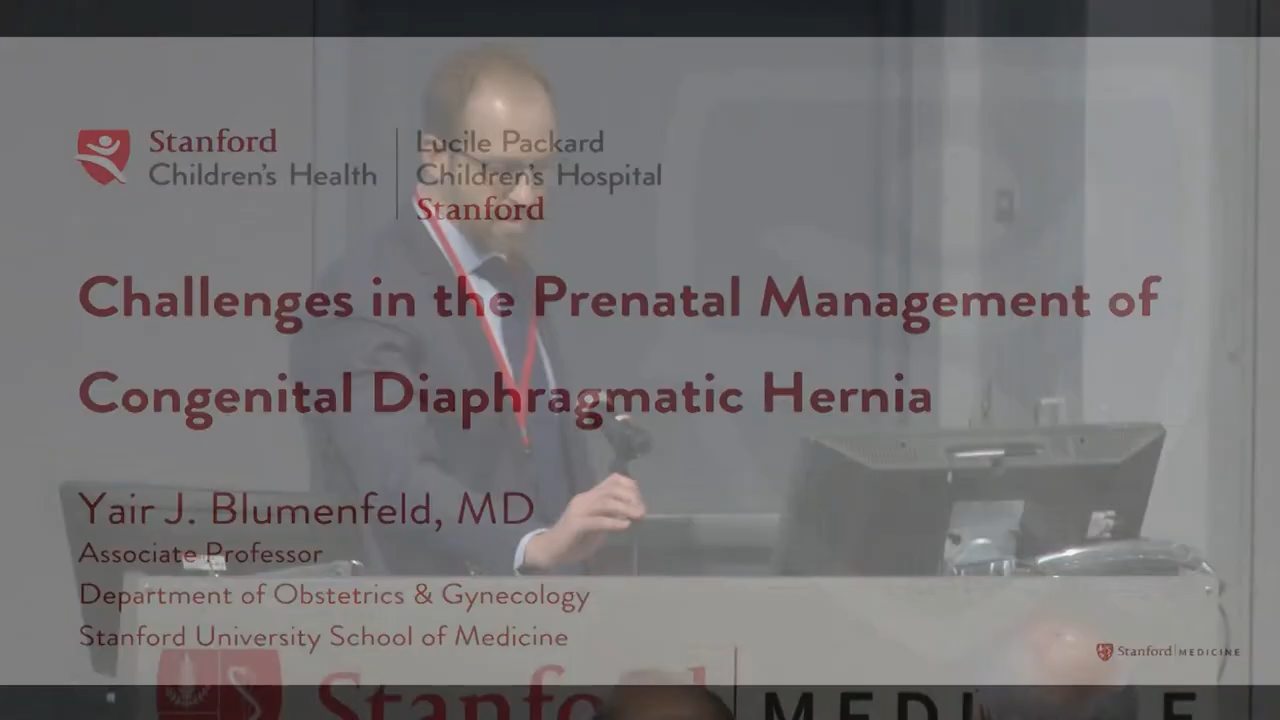 Stanford
Children's Health
Lucile Packard
Children's Hospital
Stanford
Challenges in the Prenatal Management of
Congenital Diaphragmatic Hernia
Yair J. Blumenfeld, MD
Associate Professor
Department of Obstetrics & Gynecology
Stanford University School of Medicine
Stanford MEDICINE
Stanford